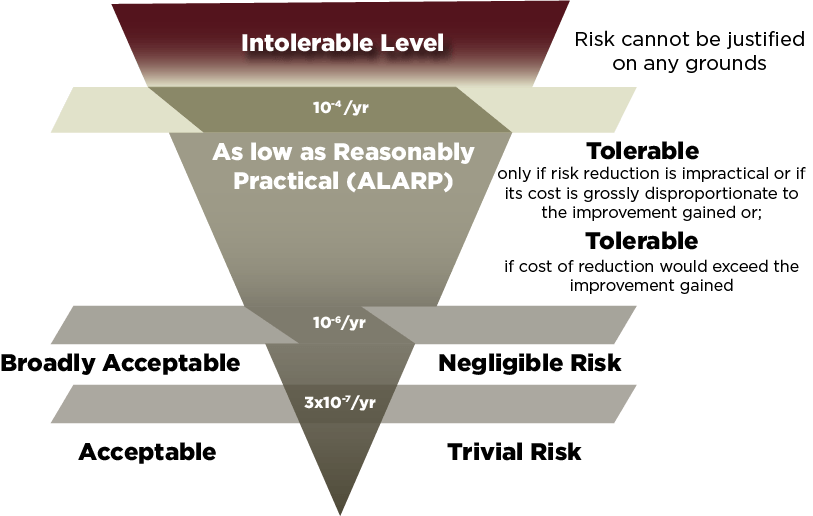 Intolerable Level
Risk cannot be justified
on any grounds
10⁻⁴/yr
As low as Reasonably
Practical (ALARP)
Tolerable
only if risk reduction is impractical or if
its cost is grossly disproportionate to
the improvement gained or;
Tolerable
if cost of reduction would exceed the
improvement gained
10⁻⁶/yr
Broadly Acceptable
Negligible Risk
3x10⁻⁷/yr
Acceptable
Trivial Risk